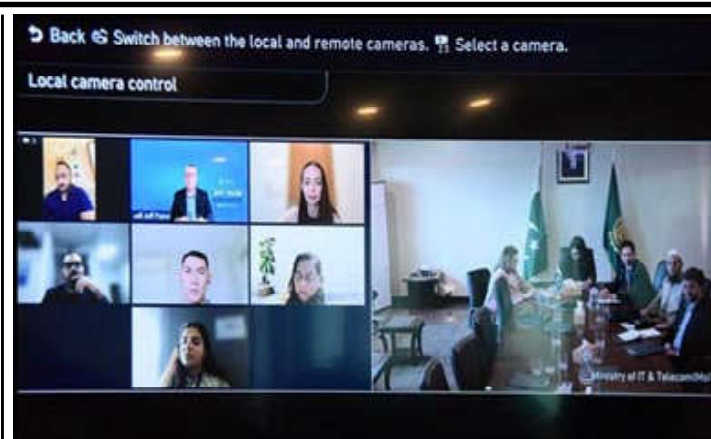 Back Switch between the local and remote cameras. Select a camera.
Local camera control
Ministry of IT & Telecom